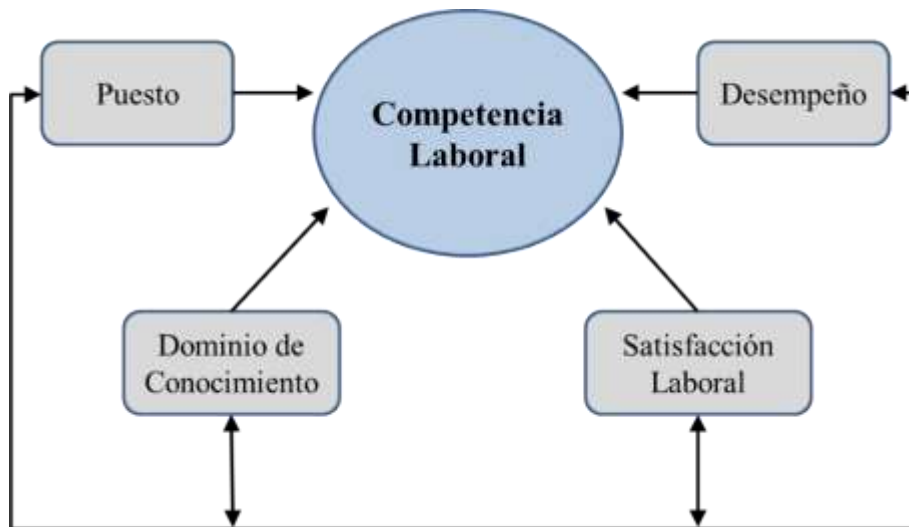 Puesto
Competencia
Laboral
Desempeño
Dominio de
Conocimiento
Satisfacción
Laboral